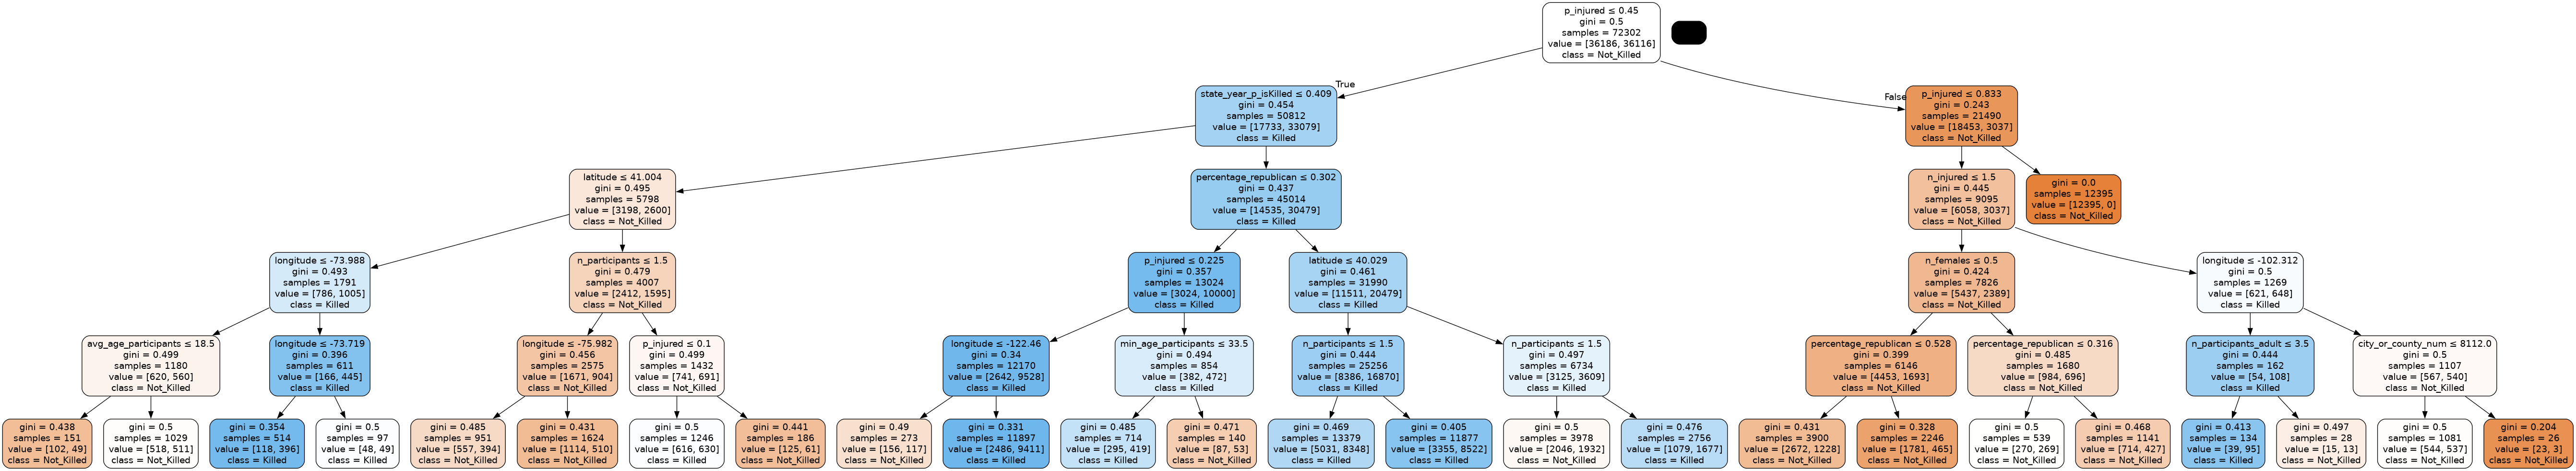 p_injured ≤ 0.45
gini = 0.5
samples = 72302
value = [36186, 36116]
class = Not_Killed
True
False
state_year_p_isKilled ≤ 0.409
gini = 0.454
samples = 50812
value = [17733, 33079]
class = Killed
p_injured ≤ 0.833
gini = 0.243
samples = 21490
value = [18453, 3037]
class = Not_Killed
latitude ≤ 41.004
gini = 0.495
samples = 5798
value = [3198, 2600]
class = Not_Killed
percentage_republican ≤ 0.302
gini = 0.437
samples = 45014
value = [14535, 30479]
class = Killed
n_injured ≤ 1.5
gini = 0.445
samples = 9095
value = [6058, 3037]
class = Not_Killed
gini = 0.0
samples = 12395
value = [12395, 0]
class = Not_Killed
longitude ≤ -73.988
gini = 0.493
samples = 1791
value = [786, 1005]
class = Killed
n_participants ≤ 1.5
gini = 0.479
samples = 4007
value = [2412, 1595]
class = Not_Killed
p_injured ≤ 0.225
gini = 0.357
samples = 13024
value = [3024, 10000]
class = Killed
latitude ≤ 40.029
gini = 0.461
samples = 31990
value = [11511, 20479]
class = Killed
n_females ≤ 0.5
gini = 0.424
samples = 7826
value = [5437, 2389]
class = Not_Killed
longitude ≤ -102.312
gini = 0.5
samples = 1269
value = [621, 648]
class = Killed
avg_age_participants ≤ 18.5
gini = 0.499
samples = 1180
value = [620, 560]
class = Not_Killed
longitude ≤ -73.719
gini = 0.396
samples = 611
value = [166, 445]
class = Killed
longitude ≤ -75.982
gini = 0.456
samples = 2575
value = [1671, 904]
class = Not_Killed
p_injured ≤ 0.1
gini = 0.499
samples = 1432
value = [741, 691]
class = Not_Killed
longitude ≤ -122.46
gini = 0.34
samples = 12170
value = [2642, 9528]
class = Killed
min_age_participants ≤ 33.5
gini = 0.494
samples = 854
value = [382, 472]
class = Killed
n_participants ≤ 1.5
gini = 0.444
samples = 25256
value = [8386, 16870]
class = Killed
n_participants ≤ 1.5
gini = 0.497
samples = 6734
value = [3125, 3609]
class = Killed
percentage_republican ≤ 0.528
gini = 0.399
samples = 6146
value = [4453, 1693]
class = Not_Killed
percentage_republican ≤ 0.316
gini = 0.485
samples = 1680
value = [984, 696]
class = Not_Killed
n_participants_adult ≤ 3.5
gini = 0.444
samples = 162
value = [54, 108]
class = Killed
city_or_county_num ≤ 8112.0
gini = 0.5
samples = 1107
value = [567, 540]
class = Not_Killed
gini = 0.438
samples = 151
value = [102, 49]
class = Not_Killed
gini = 0.5
samples = 1029
value = [518, 511]
class = Not_Killed
gini = 0.354
samples = 514
value = [118, 396]
class = Killed
gini = 0.5
samples = 97
value = [48, 49]
class = Killed
gini = 0.485
samples = 951
value = [557, 394]
class = Not_Killed
gini = 0.431
samples = 1624
value = [1114, 510]
class = Not_Killed
gini = 0.5
samples = 1246
value = [616, 630]
class = Killed
gini = 0.441
samples = 186
value = [125, 61]
class = Not_Killed
gini = 0.49
samples = 273
value = [156, 117]
class = Not_Killed
gini = 0.331
samples = 11897
value = [2486, 9411]
class = Killed
gini = 0.485
samples = 714
value = [295, 419]
class = Killed
gini = 0.471
samples = 140
value = [87, 53]
class = Not_Killed
gini = 0.469
samples = 13379
value = [5031, 8348]
class = Killed
gini = 0.405
samples = 11877
value = [3355, 8522]
class = Killed
gini = 0.5
samples = 3978
value = [2046, 1932]
class = Not_Killed
gini = 0.476
samples = 2756
value = [1079, 1677]
class = Killed
gini = 0.431
samples = 3900
value = [2672, 1228]
class = Not_Killed
gini = 0.328
samples = 2246
value = [1781, 465]
class = Not_Killed
gini = 0.5
samples = 539
value = [270, 269]
class = Not_Killed
gini = 0.468
samples = 1141
value = [714, 427]
class = Not_Killed
gini = 0.413
samples = 134
value = [39, 95]
class = Killed
gini = 0.497
samples = 28
value = [15, 13]
class = Not_Killed
gini = 0.5
samples = 1081
value = [544, 537]
class = Not_Killed
gini = 0.204
samples = 26
value = [23, 3]
class = Not_Killed